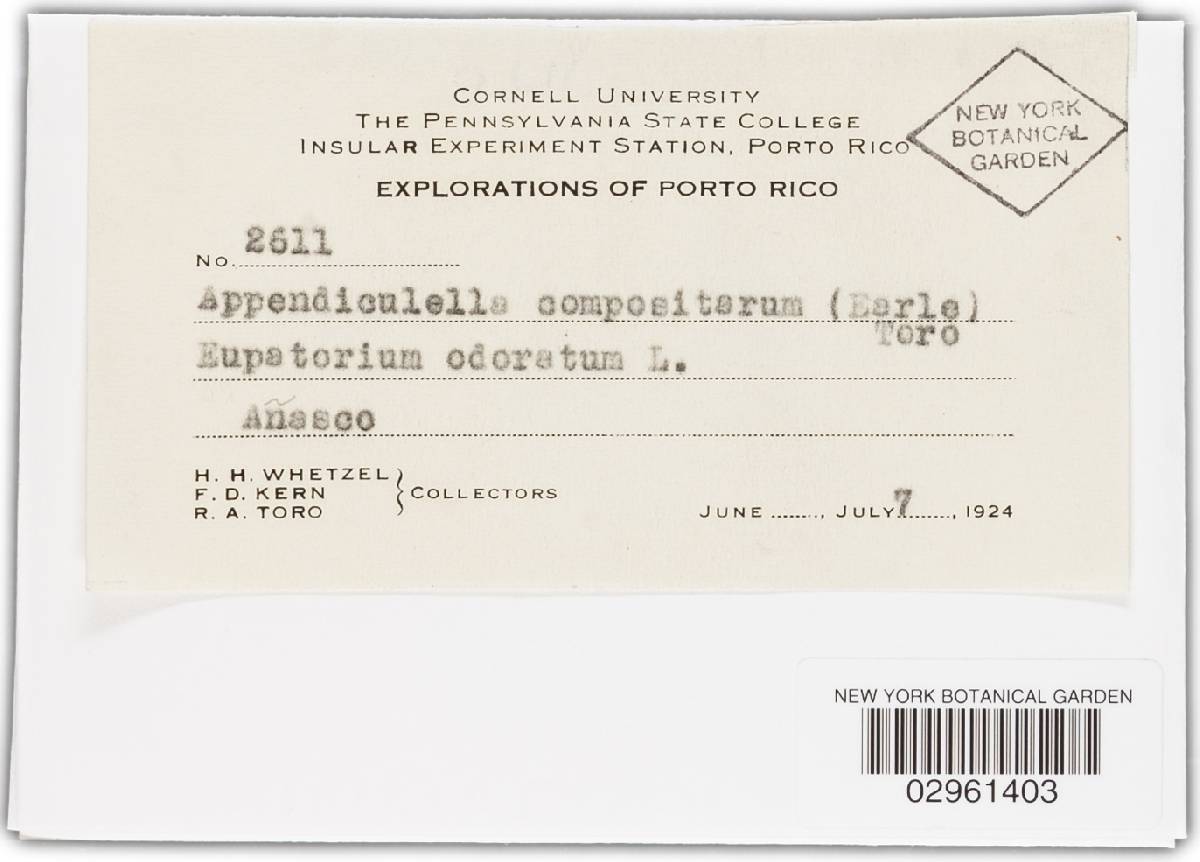 CORNELL UNIVERSITY
THE PENNSYLVANIA STATE COLLEGE
INSULAR EXPERIMENT STATION, PORTO RICO
NEW YORK
BOTANICAL
GARDEN
EXPLORATIONS OF PORTO RICO
No. 2611
Appendiculella compositarum (Earle)
Toro
Eupatorium odoratum L.
Añasco
H. H. WHETZEL
F. D. KERN } COLLECTORS
R. A. TORO
JUNE ........, JULY 7, 1924
NEW YORK BOTANICAL GARDEN
02961403